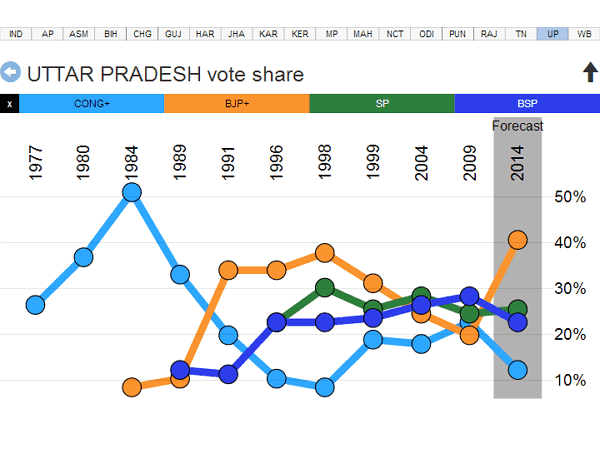 IND AP ASM BIH CHG GUJ HAR JHA KAR KER MP MAH NCT ODI PUN RAJ TN UP WB
UTTAR PRADESH vote share
x CONG+ BJP+ SP BSP
Forecast
1977 1980 1984 1989 1991 1996 1998 1999 2004 2009 2014
50%
40%
30%
20%
10%